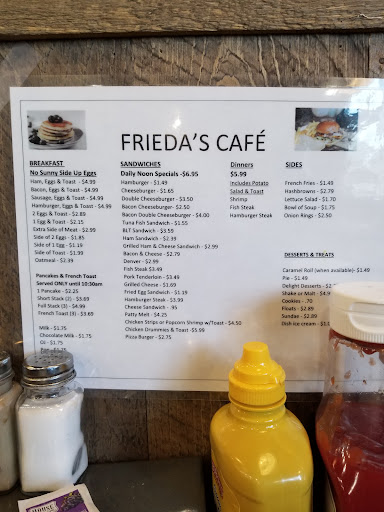 FRIEDA'S CAFÉ
BREAKFAST
No Sunny Side Up Eggs
Ham, Eggs & Toast - $4.99
Bacon, Eggs & Toast - $4.99
Sausage, Eggs & Toast - $4.99
Hamburger, Eggs & Toast - $4.99
2 Eggs & Toast - $2.89
1 Egg & Toast - $2.15
Extra Side of Meat - $2.99
Side of 2 Eggs - $1.85
Side of 1 Egg - $1.19
Side of Toast - $1.99
Oatmeal - $2.39
Pancakes & French Toast
Served ONLY until 10:30am
1 Pancake - $2.25
Short Stack (2) - $3.69
Full Stack (3) - $4.99
French Toast (3) - $3.69
Milk - $1.75
Chocolate Milk - $1.75
SANDWICHES
Daily Noon Specials -$6.95
Hamburger - $1.49
Cheeseburger - $1.65
Double Cheeseburger - $3.50
Bacon Cheeseburger - $2.50
Bacon Double Cheeseburger - $4.00
Tuna Fish Sandwich - $1.55
BLT Sandwich - $3.59
Ham Sandwich - $2.39
Grilled Ham & Cheese Sandwich - $2.99
Bacon & Cheese - $2.79
Denver - $2.99
Fish Steak $3.49
Pork Tenderloin - $3.49
Grilled Cheese - $1.69
Fried Egg Sandwich - $1.19
Hamburger Steak - $3.99
Cheese Sandwich - .95
Patty Melt - $4.25
Chicken Strips or Popcorn Shrimp w/Toast - $4.50
Chicken Drummies & Toast -$5.99
Pizza Burger - $2.75
Dinners
$5.99
Includes Potato
Salad & Toast
Shrimp
Fish Steak
Hamburger Steak
SIDES
French Fries - $1.49
Hashbrowns - $2.79
Lettuce Salad - $1.70
Bowl of Soup - $1.75
Onion Rings - $2.50
DESSERTS & TREATS
Caramel Roll (when available)- $1.49
Pie - $1.49
Delight Desserts - $2.
Shake or Malt - $4.9
Cookies - .70
Floats - $2.89
Sundae - $2.89
Dish ice cream - $3.